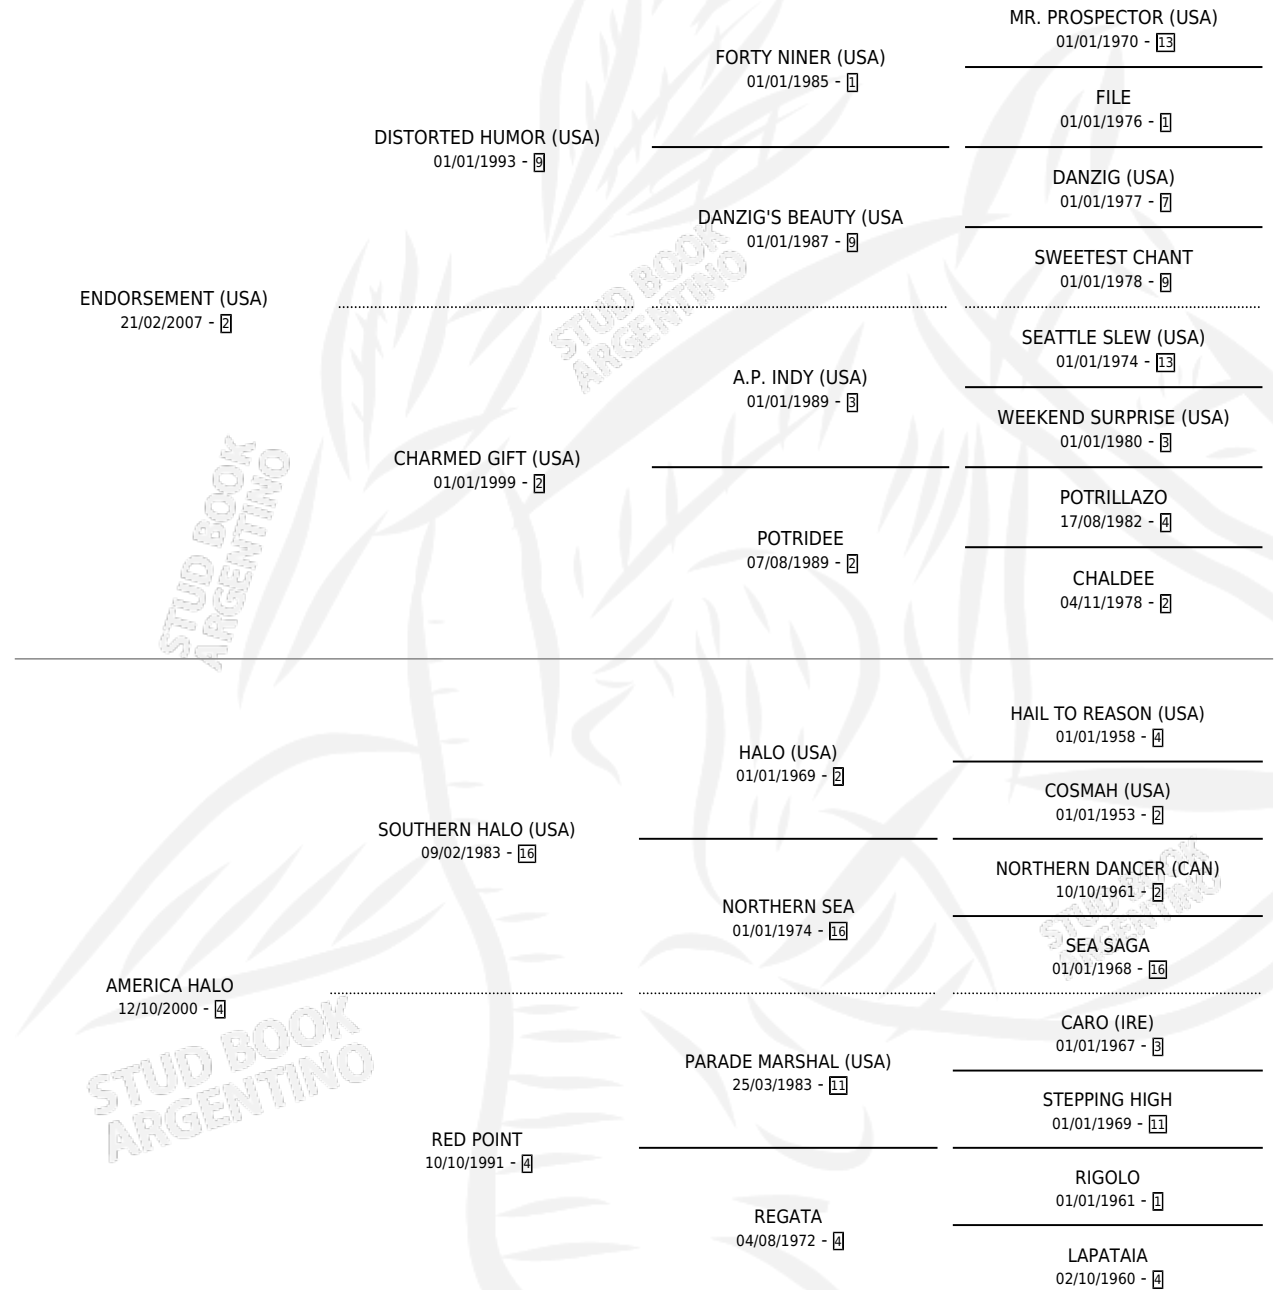 MR. PROSPECTOR (USA)
01/01/1970 - 13
FORTY NINER (USA)
01/01/1985 - 1
FILE
01/01/1976 - 1
DISTORTED HUMOR (USA)
01/01/1993 - 9
DANZIG (USA)
01/01/1977 - 7
DANZIG'S BEAUTY (USA
01/01/1987 - 9
SWEETEST CHANT
01/01/1978 - 9
ENDORSEMENT (USA)
21/02/2007 - 2
STUD BOOK
ARGENTINO
SEATTLE SLEW (USA)
01/01/1974 - 13
A.P. INDY (USA)
01/01/1989 - 3
WEEKEND SURPRISE (USA)
01/01/1980 - 3
CHARMED GIFT (USA)
01/01/1999 - 2
POTRILLAZO
17/08/1982 - 4
POTRIDEE
07/08/1989 - 2
CHALDEE
04/11/1978 - 2
STUD BOOK
ARGENTINO
HAIL TO REASON (USA)
01/01/1958 - 4
HALO (USA)
01/01/1969 - 2
COSMAH (USA)
01/01/1953 - 2
SOUTHERN HALO (USA)
09/02/1983 - 16
NORTHERN DANCER (CAN)
10/10/1961 - 2
NORTHERN SEA
01/01/1974 - 16
STUD BOOK
ARGENTINO
SEA SAGA
01/01/1968 - 16
AMERICA HALO
12/10/2000 - 4
CARO (IRE)
01/01/1967 - 3
PARADE MARSHAL (USA)
25/03/1983 - 11
STUD BOOK
ARGENTINO
STEPPING HIGH
01/01/1969 - 11
RED POINT
10/10/1991 - 4
RIGOLO
01/01/1961 - 1
REGATA
04/08/1972 - 4
LAPATAIA
02/10/1960 - 4